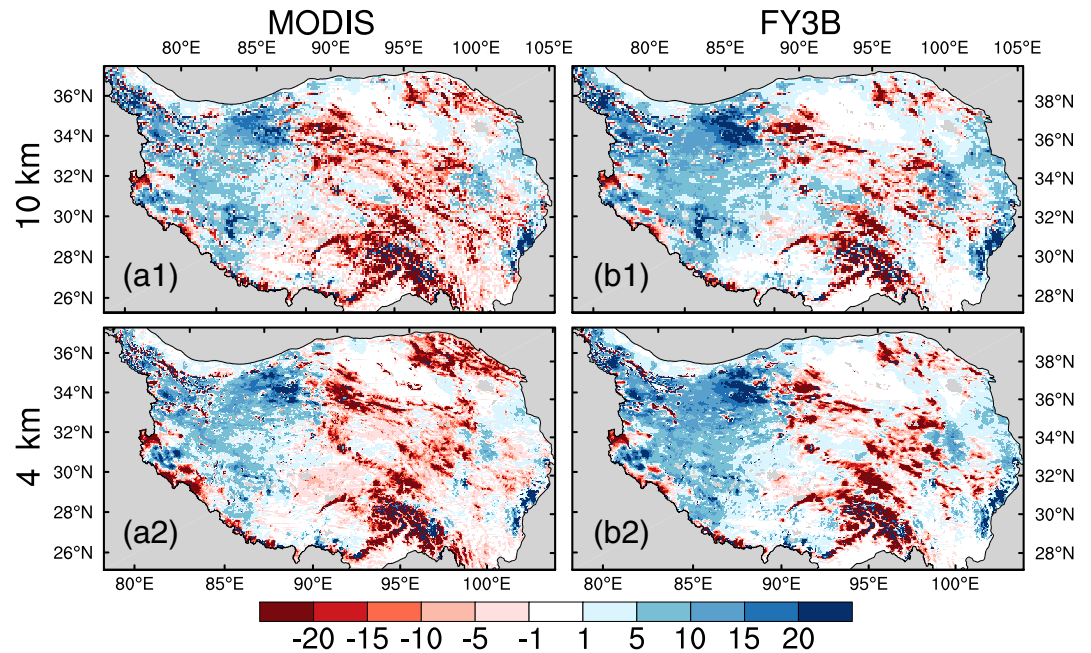 MODIS FY3B
80°E 85°E 90°E 95°E 100°E 105°E 80°E 85°E 90°E 95°E 100°E 105°E
36°N 38°N
34°N 36°N
10 km
32°N 34°N
30°N 32°N
28°N 30°N
(a1) (b1)
26°N 28°N
36°N 38°N
34°N 36°N
4 km
32°N 34°N
30°N 32°N
28°N 30°N
(a2) (b2)
26°N 28°N
80°E 85°E 90°E 95°E 100°E 80°E 85°E 90°E 95°E 100°E
-20 -15 -10 -5 -1 1 5 10 15 20